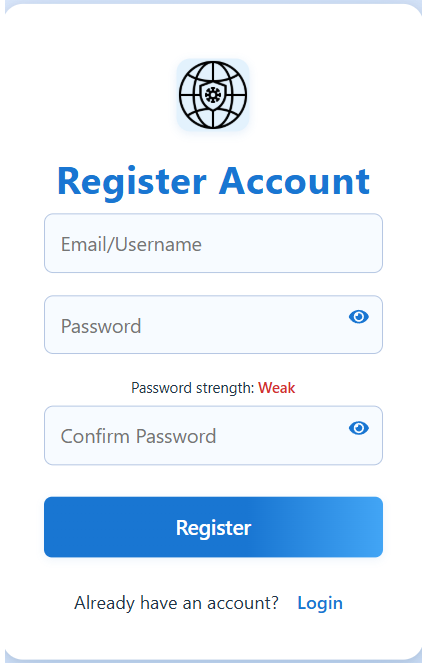 Register Account
Email/Username
Password
Password strength: Weak
Confirm Password
Register
Already have an account? Login